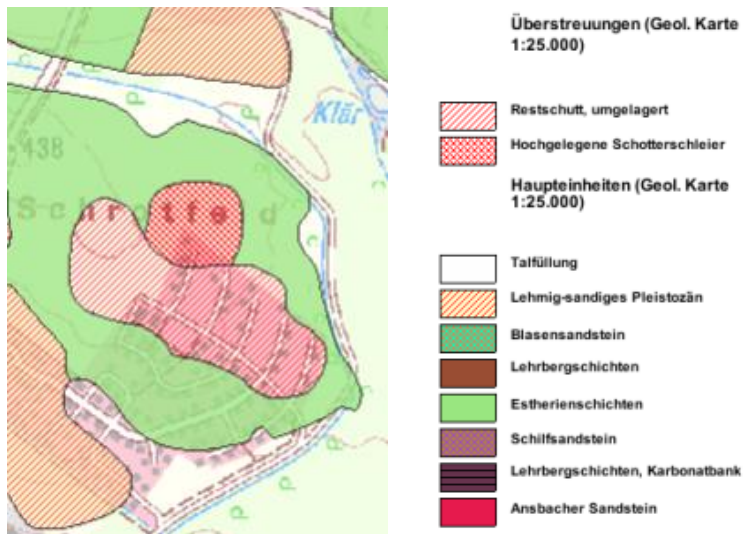 438
Schrotfe d
Klär
Überstreuungen (Geol. Karte
1:25.000)
Restschutt, umgelagert
Hochgelegene Schotterschleier
Haupteinheiten (Geol. Karte
1:25.000)
Talfüllung
Lehmig-sandiges Pleistozän
Blasensandstein
Lehrbergschichten
Estherienschichten
Schilfsandstein
Lehrbergschichten, Karbonatbank
Ansbacher Sandstein